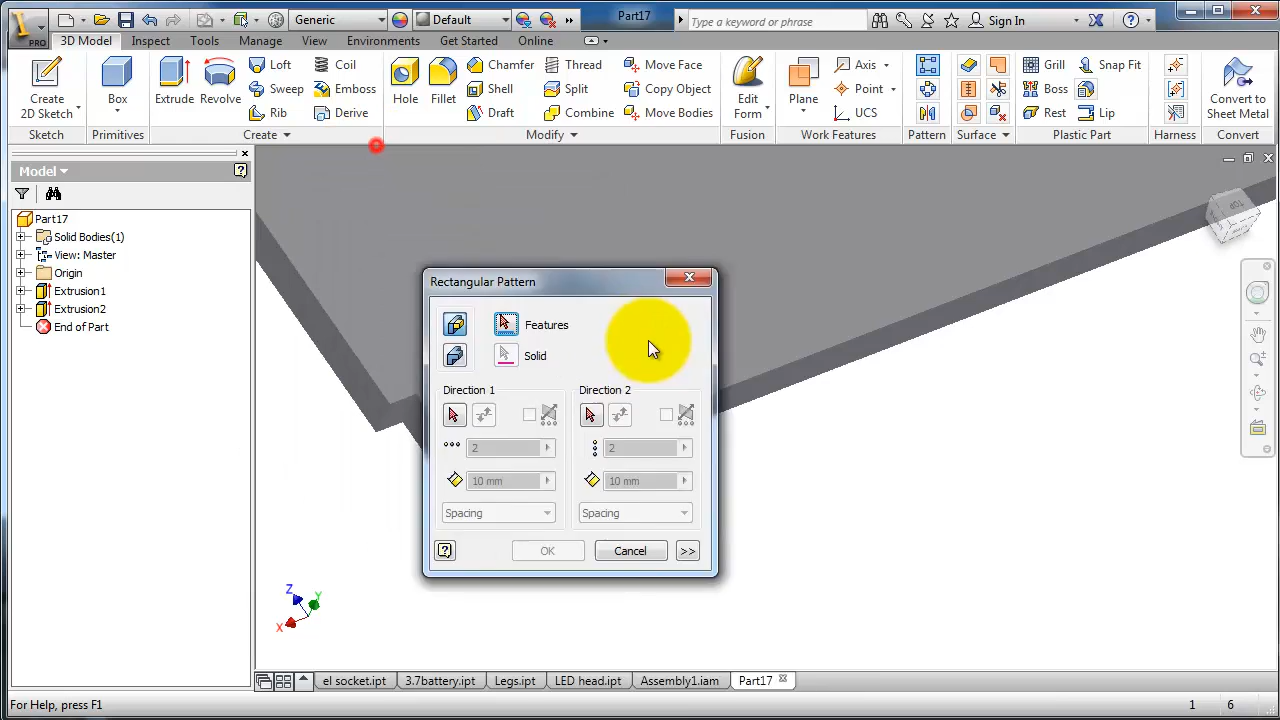 Generic
Default
Part17
Type a keyword or phrase
Sign In
PRO
3D Model
Inspect
Tools
Manage
View
Environments
Get Started
Online
Create 2D Sketch
Box
Extrude
Revolve
Loft
Sweep
Rib
Coil
Emboss
Derive
Hole
Fillet
Chamfer
Shell
Draft
Thread
Split
Combine
Move Face
Copy Object
Move Bodies
Edit Form
Plane
Axis
Point
UCS
Grill
Boss
Rest
Snap Fit
Lip
Convert to Sheet Metal
Sketch
Primitives
Create
Modify
Fusion
Work Features
Pattern
Surface
Plastic Part
Harness
Convert
Model
Part17
Solid Bodies(1)
View: Master
Origin
Extrusion1
Extrusion2
End of Part
Rectangular Pattern
Features
Solid
Direction 1
Direction 2
2
2
10 mm
10 mm
Spacing
Spacing
OK
Cancel
>>
Z
Y
X
el socket.ipt
3.7battery.ipt
Legs.ipt
LED head.ipt
Assembly1.iam
Part17
For Help, press F1
1
6